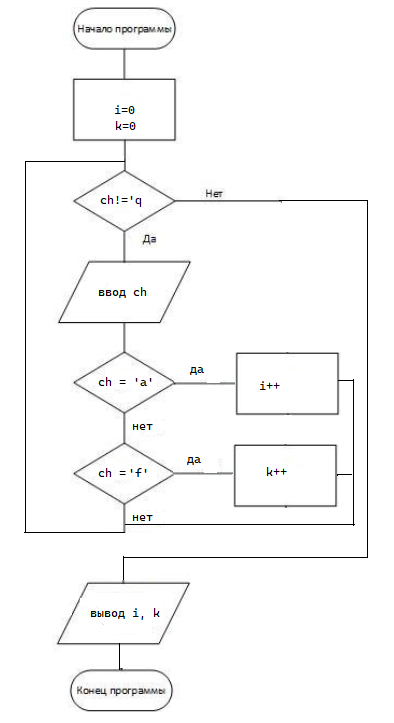 Начало программы
i=0
k=0
ch!='q
Нет
Да
ввод ch
ch = 'a'
да
i++
нет
ch ='f'
да
k++
нет
вывод i, k
Конец программы